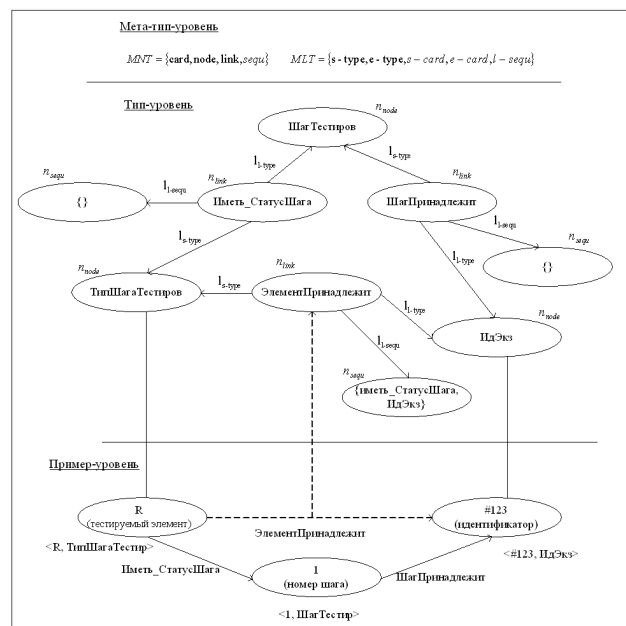 Мета-тип-уровень
MNT = {card, node, link, sequ} MLT = {s - type, e - type, s – card, e – card, l – sequ}
Тип-уровень
n_node
ШагТестиров
l_l-type
l_s-type
n_sequ
n_link
n_link
{}
l_l-sequ
Иметь_СтатусШага
ШагПринадлежит
l_l-sequ
n_sequ
l_s-type
{}
n_node
n_link
l_l-type
ТипШагаТестиров
l_s-type
ЭлементПринадлежит
l_l-type
n_node
ИдЭкз
l_l-sequ
n_sequ
{иметь_СтатусШага,
ИдЭкз}
Пример-уровень
R
(тестируемый элемент)
#123
(идентификатор)
ЭлементПринадлежит
<R, ТипШагаТестир>
<#123, ИдЭкз>
Иметь_СтатусШага
1
(номер шага)
ШагПринадлежит
<1, ШагТестир>